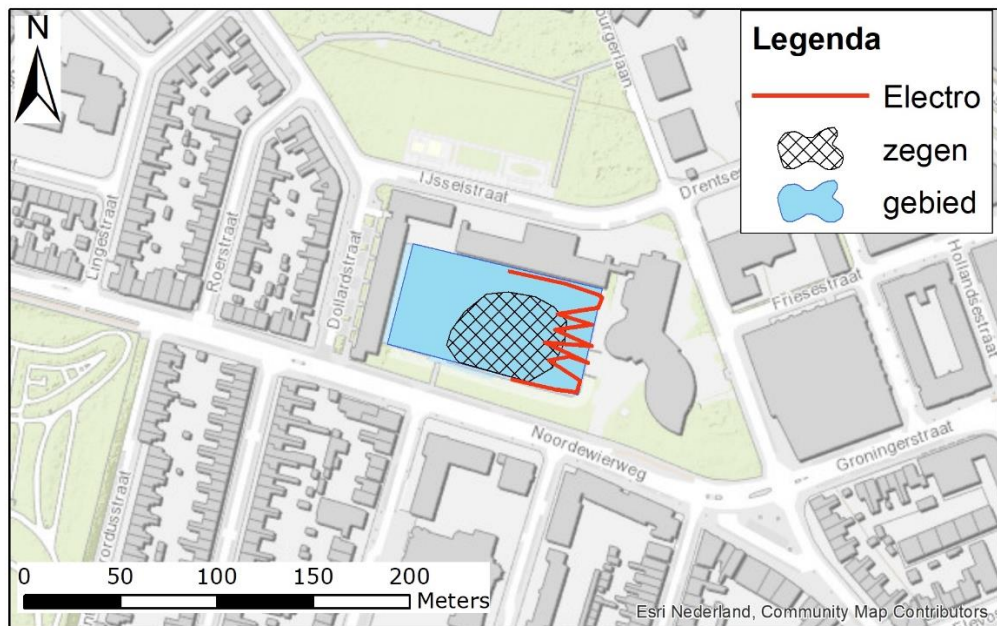 N
Legenda
Electro
zegen
gebied
IJsselstraat
Lingestraat
Roerstraat
Dollardstraat
Friesestraat
Hollandsestraat
Noordewierweg
Groningerstraat
0 50 100 150 200
Meters
Esri Nederland, Community Map Contributors